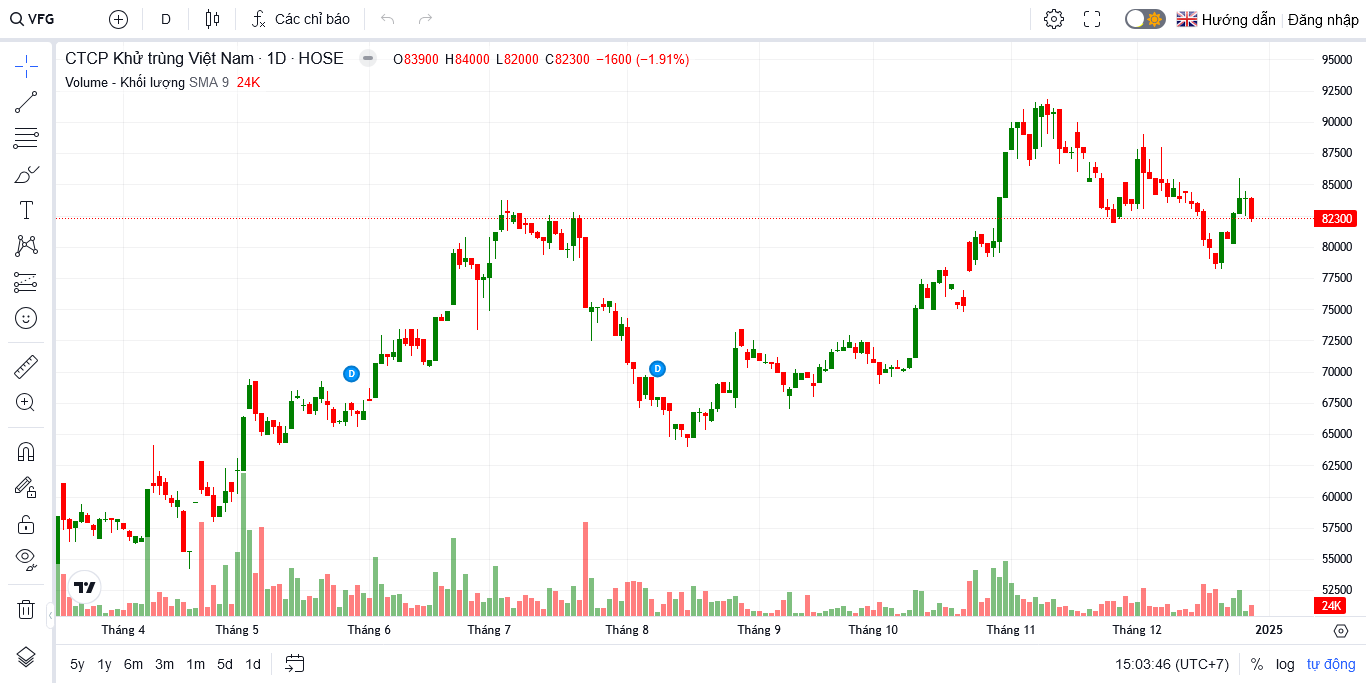 VFG D Các chỉ báo Hướng dẫn Đăng nhập
CTCP Khử trùng Việt Nam · 1D · HOSE O83900 H84000 L82000 C82300 −1600 (−1.91%)
Volume - Khối lượng SMA 9 24K
95000
92500
90000
87500
85000
82300
80000
77500
75000
72500
70000
67500
65000
62500
60000
57500
55000
52500
24K
D
D
Tháng 4 Tháng 5 Tháng 6 Tháng 7 Tháng 8 Tháng 9 Tháng 10 Tháng 11 Tháng 12 2025
5y 1y 6m 3m 1m 5d 1d 15:03:46 (UTC+7) % log tự động